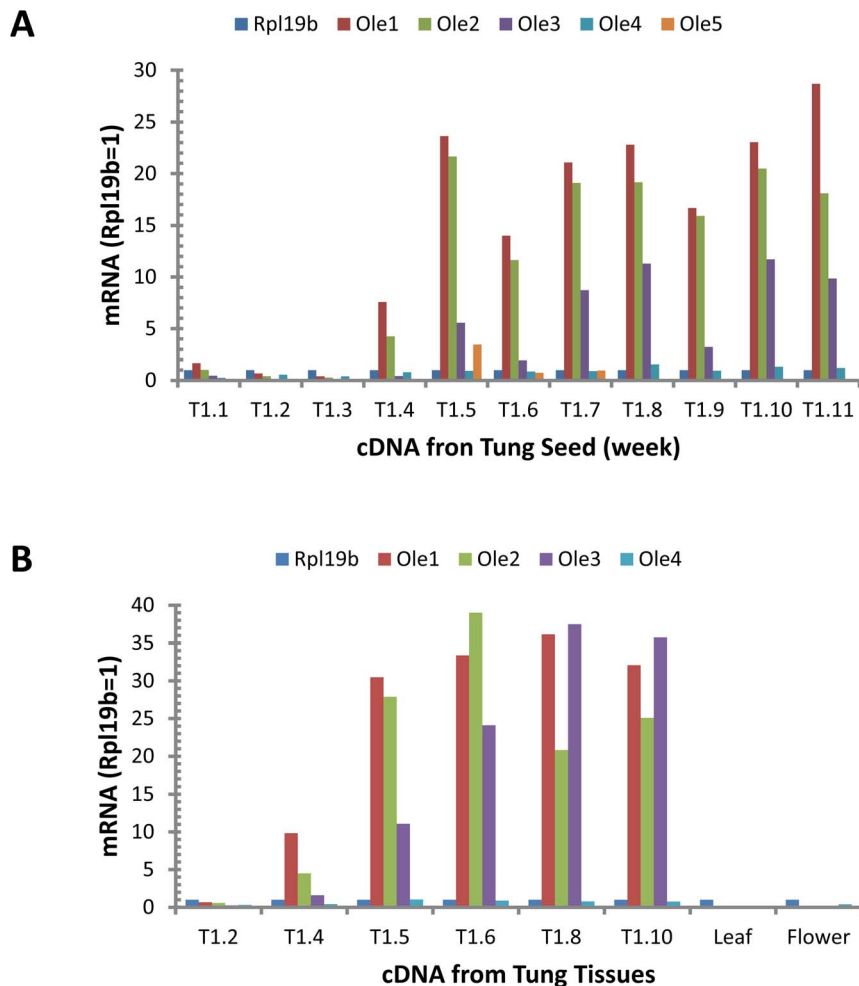 A
Rpl19b Ole1 Ole2 Ole3 Ole4 Ole5
mRNA (Rpl19b=1)
30
25
20
15
10
5
0
T1.1 T1.2 T1.3 T1.4 T1.5 T1.6 T1.7 T1.8 T1.9 T1.10 T1.11
cDNA fron Tung Seed (week)
B
Rpl19b Ole1 Ole2 Ole3 Ole4
mRNA (Rpl19b=1)
40
35
30
25
20
15
10
5
0
T1.2 T1.4 T1.5 T1.6 T1.8 T1.10 Leaf Flower
cDNA from Tung Tissues